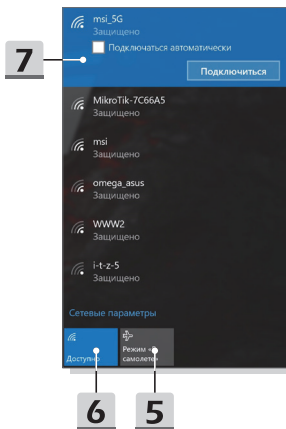 msi_5G
Защищено
Подключаться автоматически
7
Подключиться
MikroTik-7C66A5
Защищено
msi
Защищено
omega_asus
Защищено
WWW2
Защищено
i-t-z-5
Защищено
Сетевые параметры
Доступно
Режим «в
самолете»
6
5